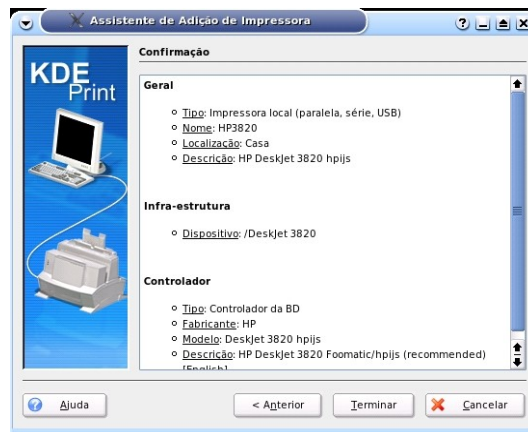 Assistente de Adição de Impressora
KDE
Print
Confirmação
Geral
Tipo: Impressora local (paralela, série, USB)
Nome: HP3820
Localização: Casa
Descrição: HP DeskJet 3820 hpijs
Infra-estrutura
Dispositivo: /DeskJet 3820
Controlador
Tipo: Controlador da BD
Fabricante: HP
Modelo: DeskJet 3820 hpijs
Descrição: HP DeskJet 3820 Foomatic/hpijs (recommended)
[English]
Ajuda
< Anterior
Terminar
Cancelar